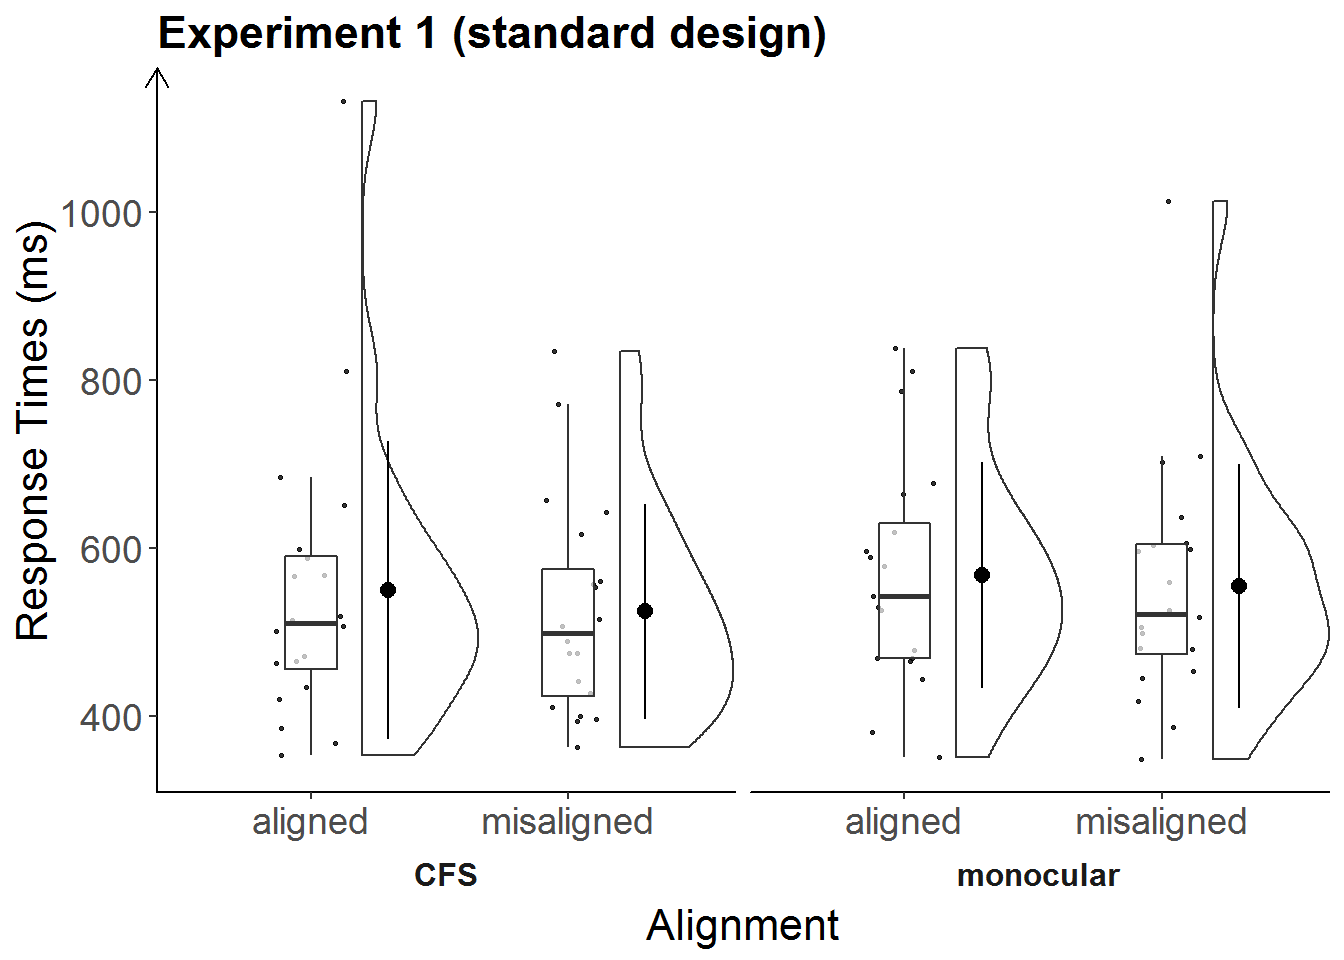 Experiment 1 (standard design)
Response Times (ms)
1000
800
600
400
aligned misaligned aligned misaligned
CFS monocular
Alignment